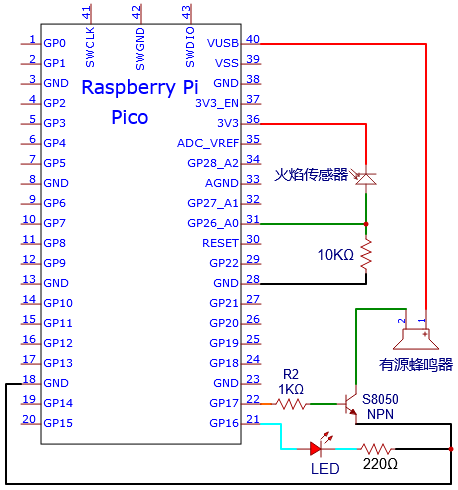 41
42
43
SWCLK
SWGND
SWDIO
Raspberry Pi
Pico
1 GP0
2 GP1
3 GND
4 GP2
5 GP3
6 GP4
7 GP5
8 GND
9 GP6
10 GP7
11 GP8
12 GP9
13 GND
14 GP10
15 GP11
16 GP12
17 GP13
18 GND
19 GP14
20 GP15
VUSB 40
VSS 39
GND 38
3V3_EN 37
3V3 36
ADC_VREF 35
GP28_A2 34
AGND 33
GP27_A1 32
GP26_A0 31
RESET 30
GP22 29
GND 28
GP21 27
GP20 26
GP19 25
GP18 24
GND 23
GP17 22
GP16 21
火焰传感器
10KΩ
2
1
+
有源蜂鸣器
R2
1KΩ
S8050
NPN
LED
220Ω